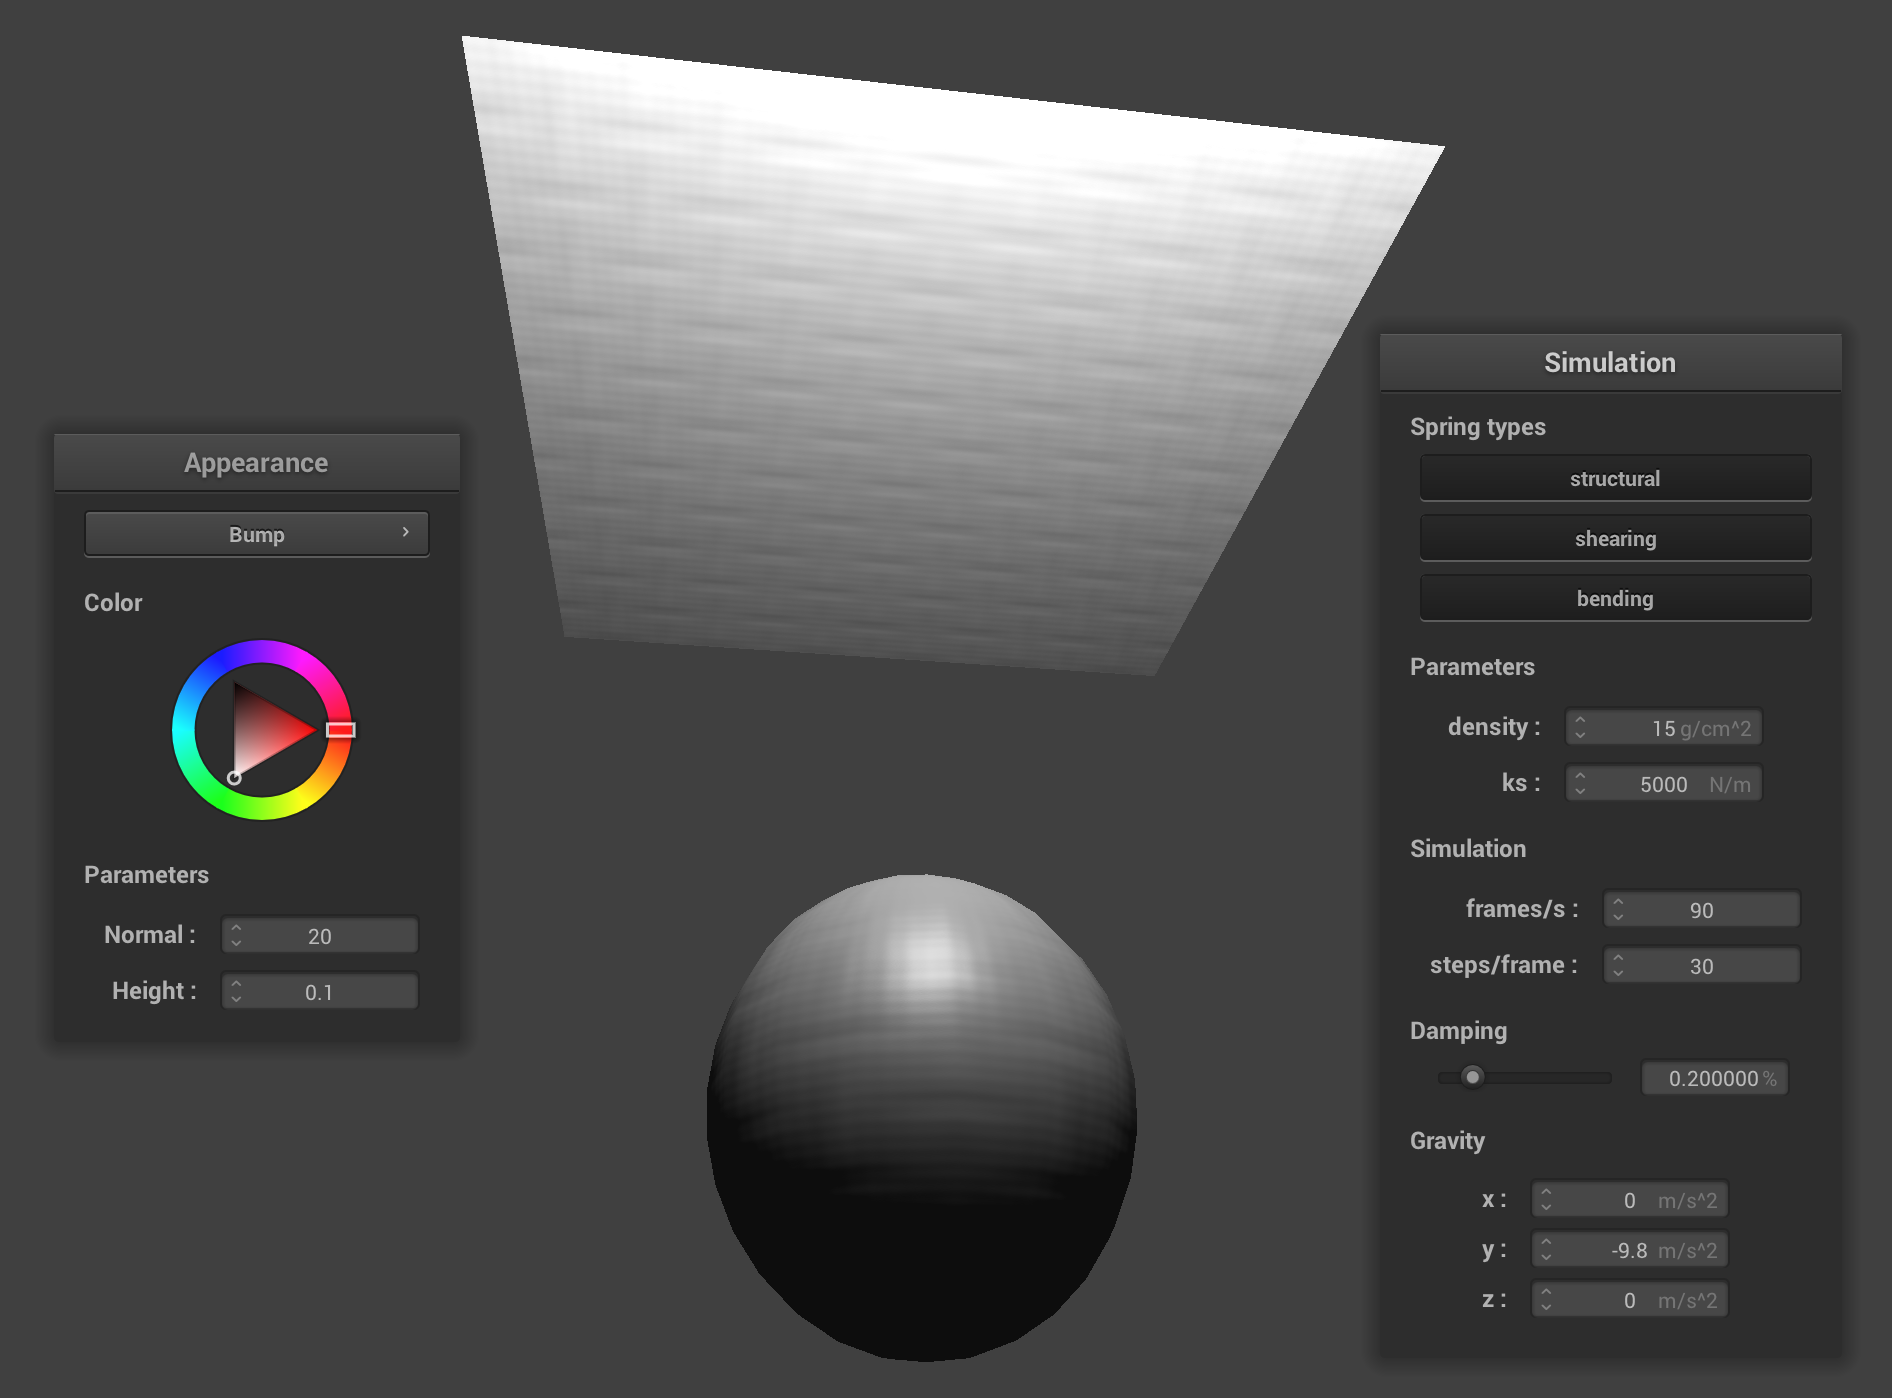 Appearance
Bump
Color
Parameters
Normal : 20
Height : 0.1
Simulation
Spring types
structural
shearing
bending
Parameters
density : 15 g/cm^2
ks : 5000 N/m
Simulation
frames/s : 90
steps/frame : 30
Damping
0.200000 %
Gravity
x : 0 m/s^2
y : -9.8 m/s^2
z : 0 m/s^2